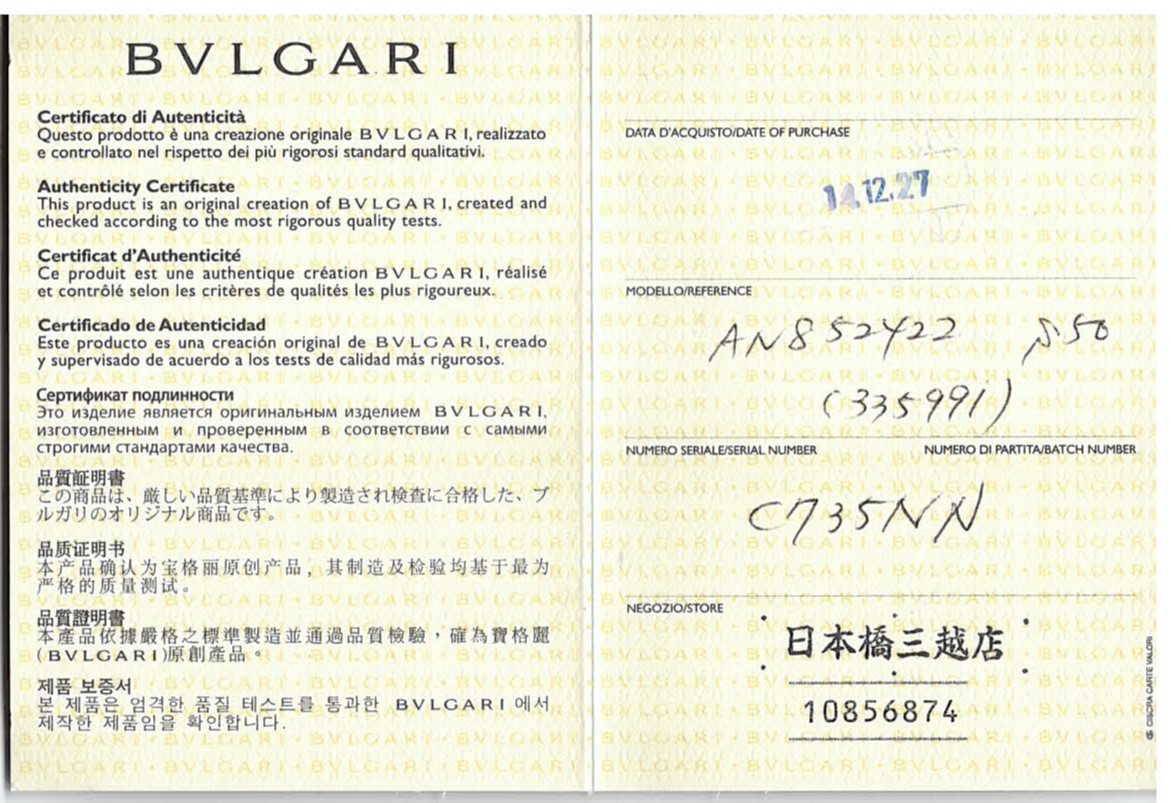 BVLGARI
Certificato di Autenticità
Questo prodotto è una creazione originale BVLGARI, realizzato
e controllato nel rispetto dei più rigorosi standard qualitativi.
Authenticity Certificate
This product is an original creation of BVLGARI, created and
checked according to the most rigorous quality tests.
Certificat d'Authenticité
Ce produit est une authentique création BVLGARI, réalisé
et contrôlé selon les critères de qualités les plus rigoureux.
Certificado de Autenticidad
Este producto es una creación original de BVLGARI, creado
y supervisado de acuerdo a los tests de calidad más rigurosos.
Сертификат подлинности
Это изделие является оригинальным изделием BVLGARI,
изготовленным и проверенным в соответствии с самыми
строгими стандартами качества.
品質証明書
この商品は、厳しい品質基準により製造され検査に合格した、ブ
ルガリのオリジナル商品です。
品质证明书
本产品确认为宝格丽原创产品，其制造及检验均基于最为
严格的质量测试。
品質證明書
本產品依據嚴格之標準製造並通過品質檢驗，確為寶格麗
(BVLGARI)原創產品。
제품 보증서
본 제품은 엄격한 품질 테스트를 통과한 BVLGARI 에서
제작한 제품임을 확인합니다.
DATA D'ACQUISTO/DATE OF PURCHASE
14.12.27
MODELLO/REFERENCE
AN852422 S50
(335991)
NUMERO SERIALE/SERIAL NUMBER NUMERO DI PARTITA/BATCH NUMBER
C735NN
NEGOZIO/STORE
日本橋三越店
10856874
CISCRA CARTE VALORI